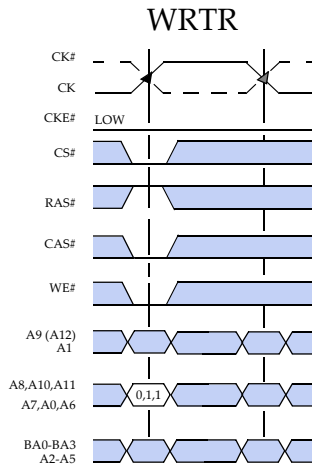 WRTR
CK#
CK
CKE#
LOW
CS#
RAS#
CAS#
WE#
A9 (A12)
A1
A8,A10,A11
0,1,1
A7,A0,A6
BA0-BA3
A2-A5